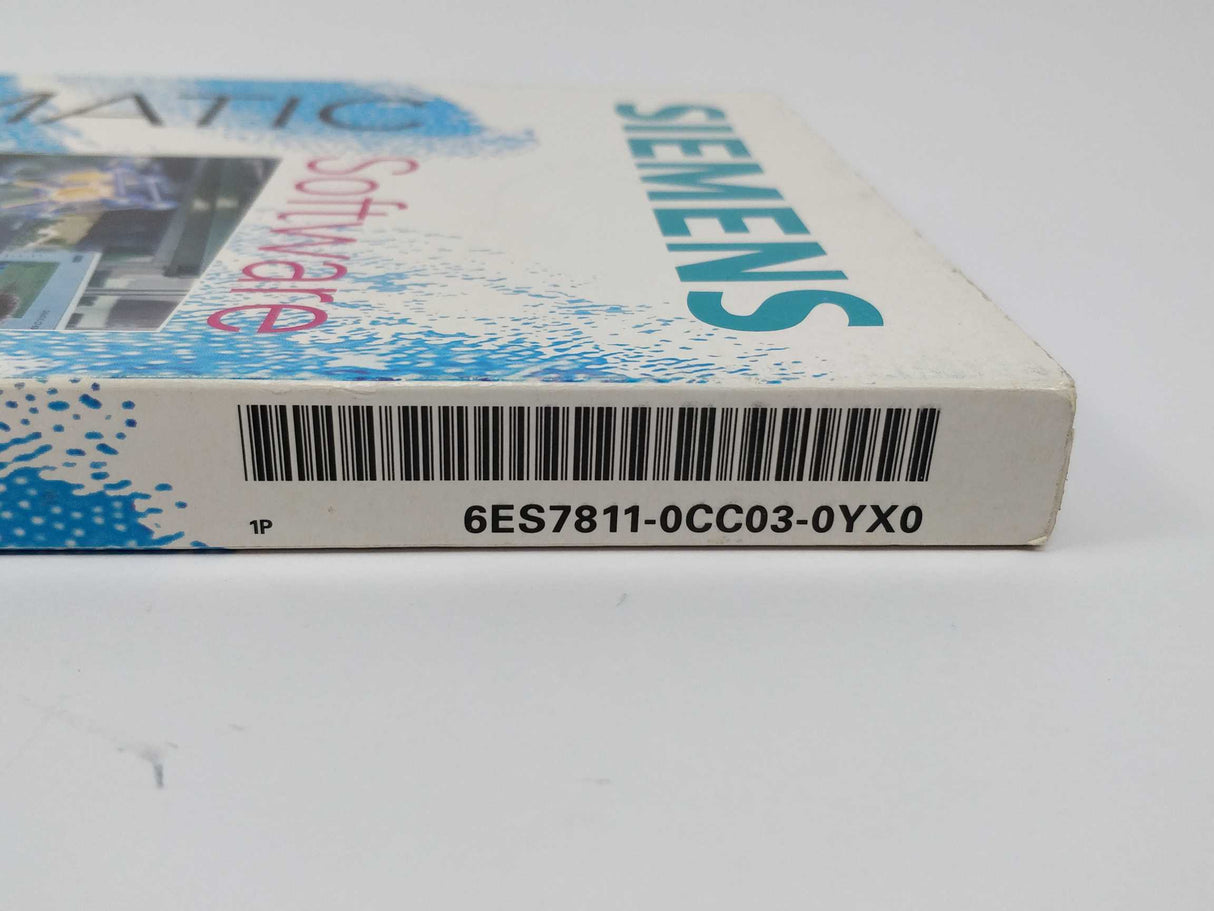 MATIC
Software
SIEMENS
1P
6ES7811-0CC03-0YX0